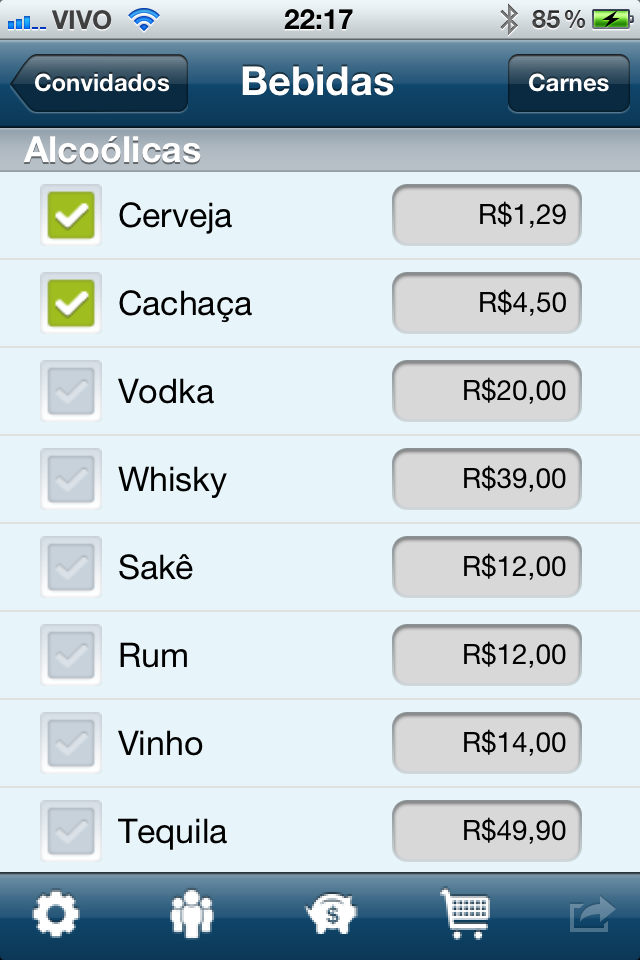 VIVO 22:17 85%
Convidados Bebidas Carnes
Alcoólicas
Cerveja R$1,29
Cachaça R$4,50
Vodka R$20,00
Whisky R$39,00
Sakê R$12,00
Rum R$12,00
Vinho R$14,00
Tequila R$49,90
$